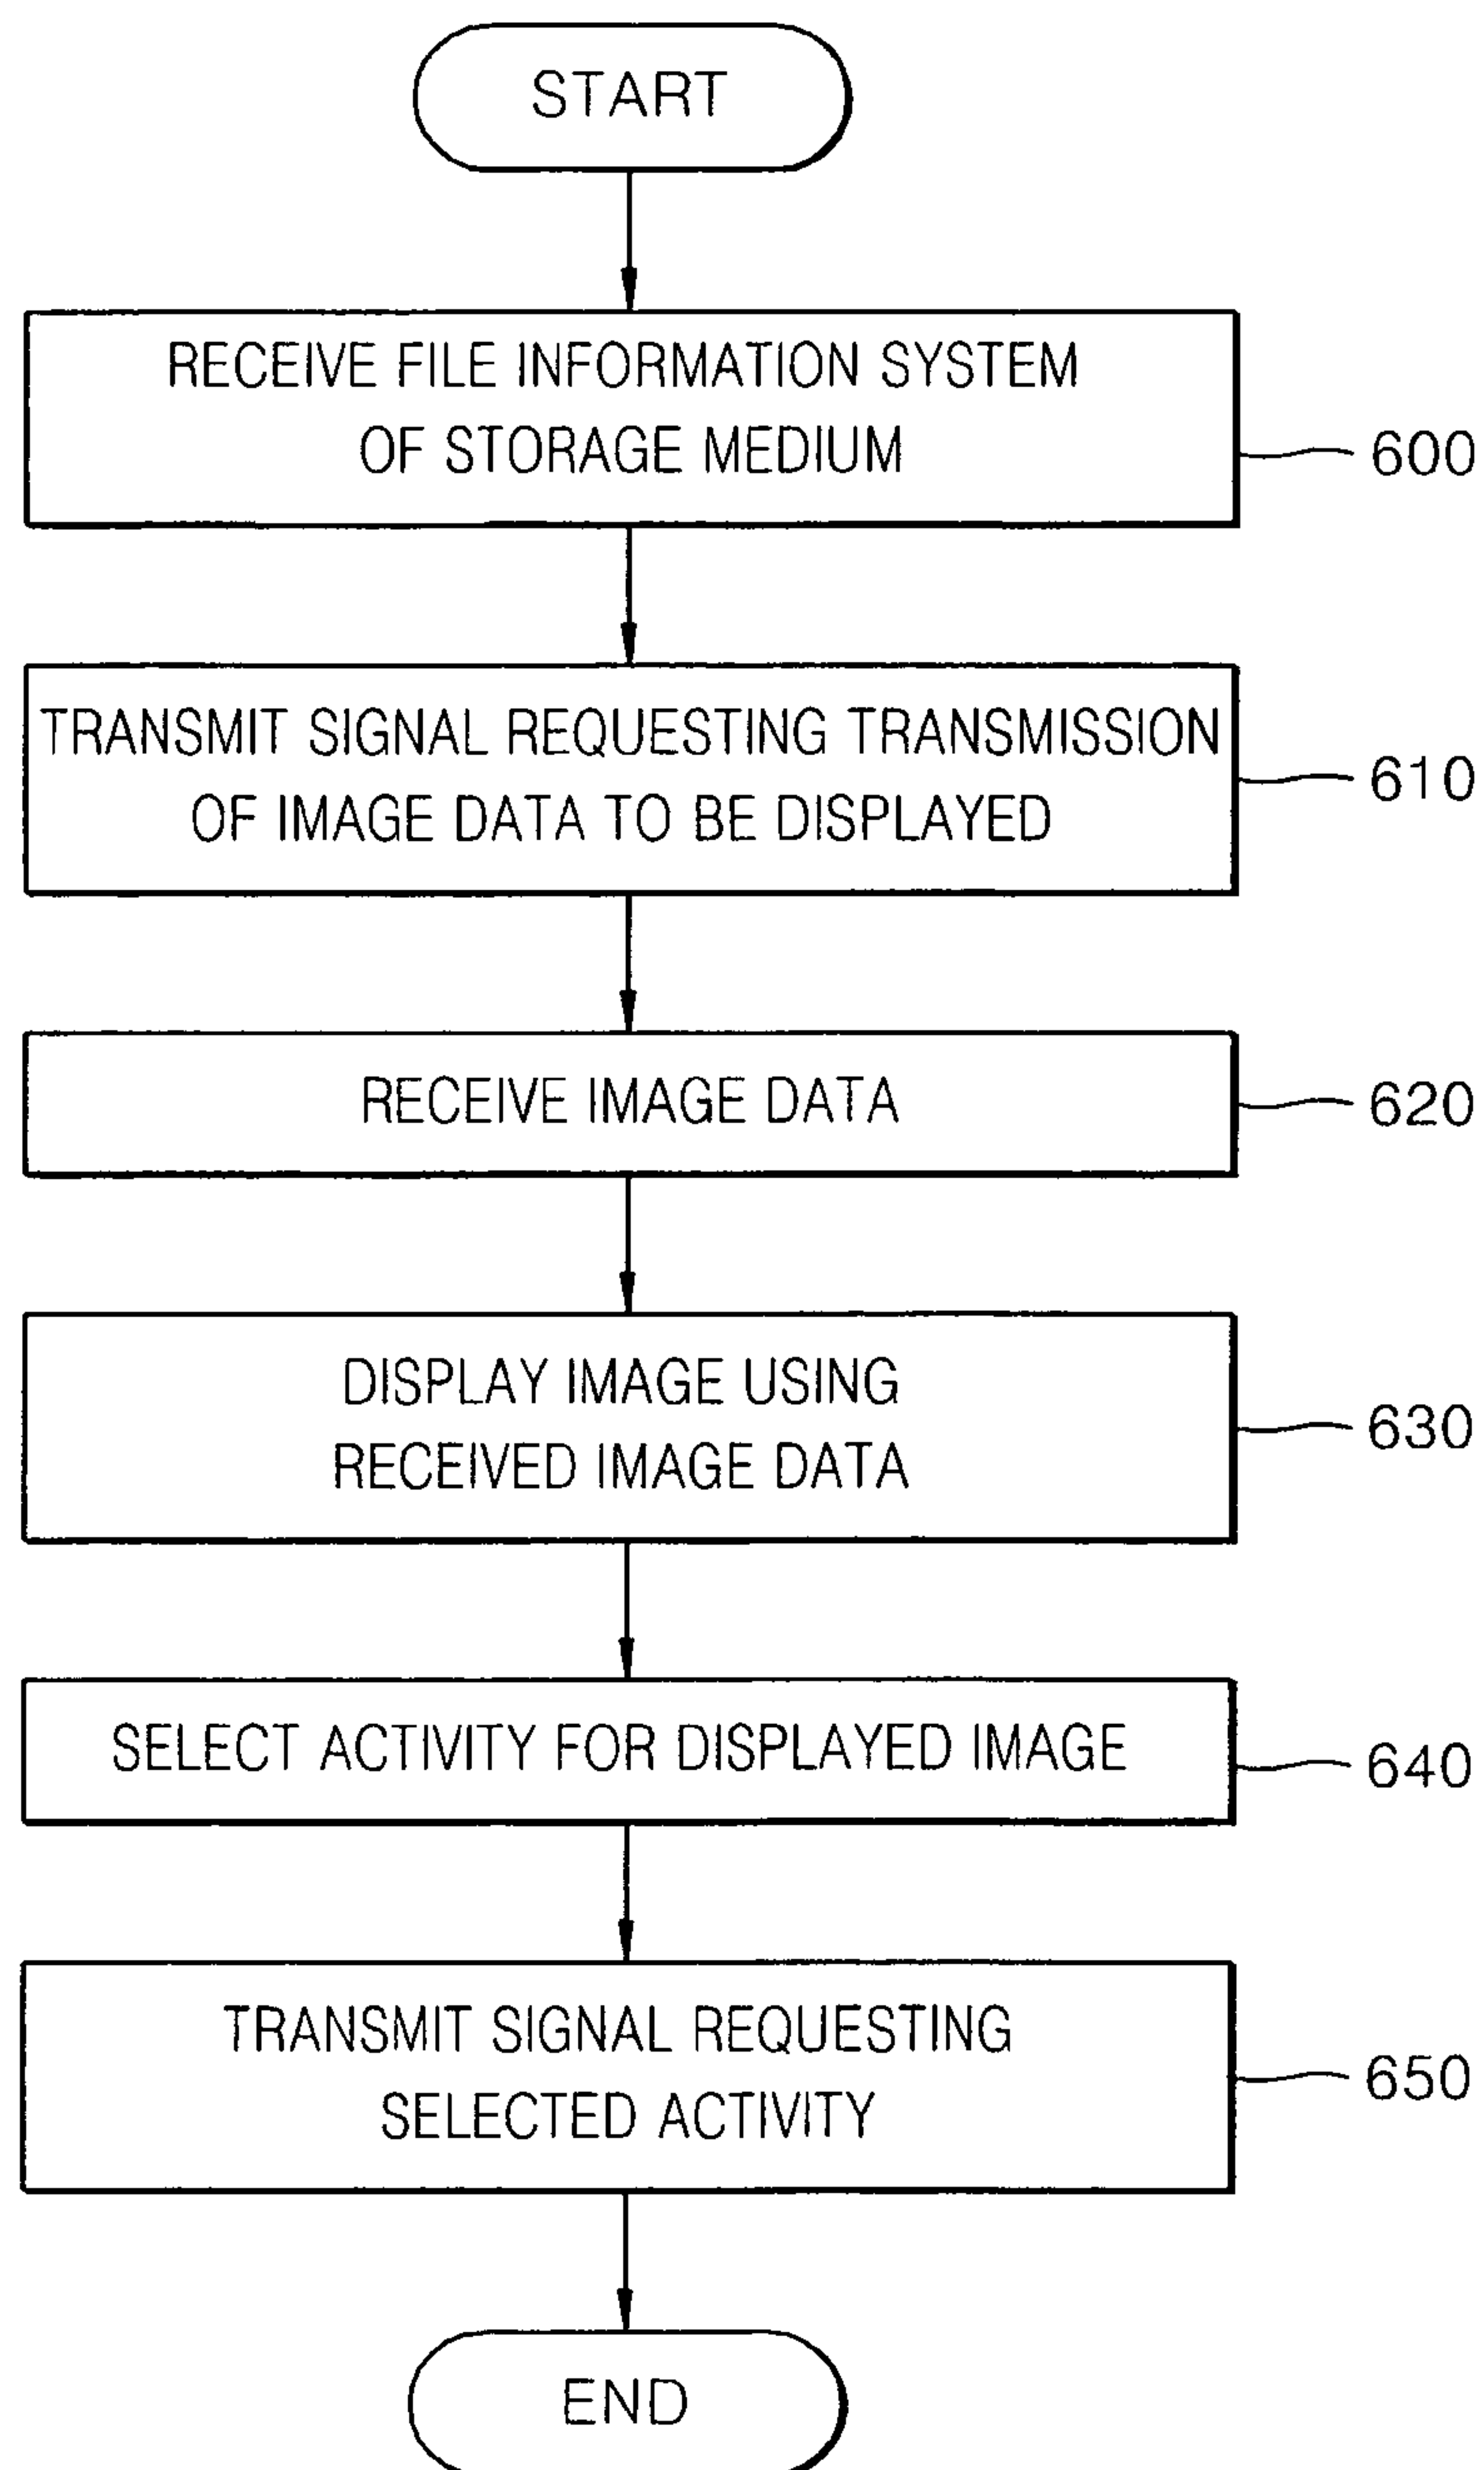 START
RECEIVE FILE INFORMATION SYSTEM
OF STORAGE MEDIUM
600
TRANSMIT SIGNAL REQUESTING TRANSMISSION
OF IMAGE DATA TO BE DISPLAYED
610
RECEIVE IMAGE DATA
620
DISPLAY IMAGE USING
RECEIVED IMAGE DATA
630
SELECT ACTIVITY FOR DISPLAYED IMAGE
640
TRANSMIT SIGNAL REQUESTING
SELECTED ACTIVITY
650
END